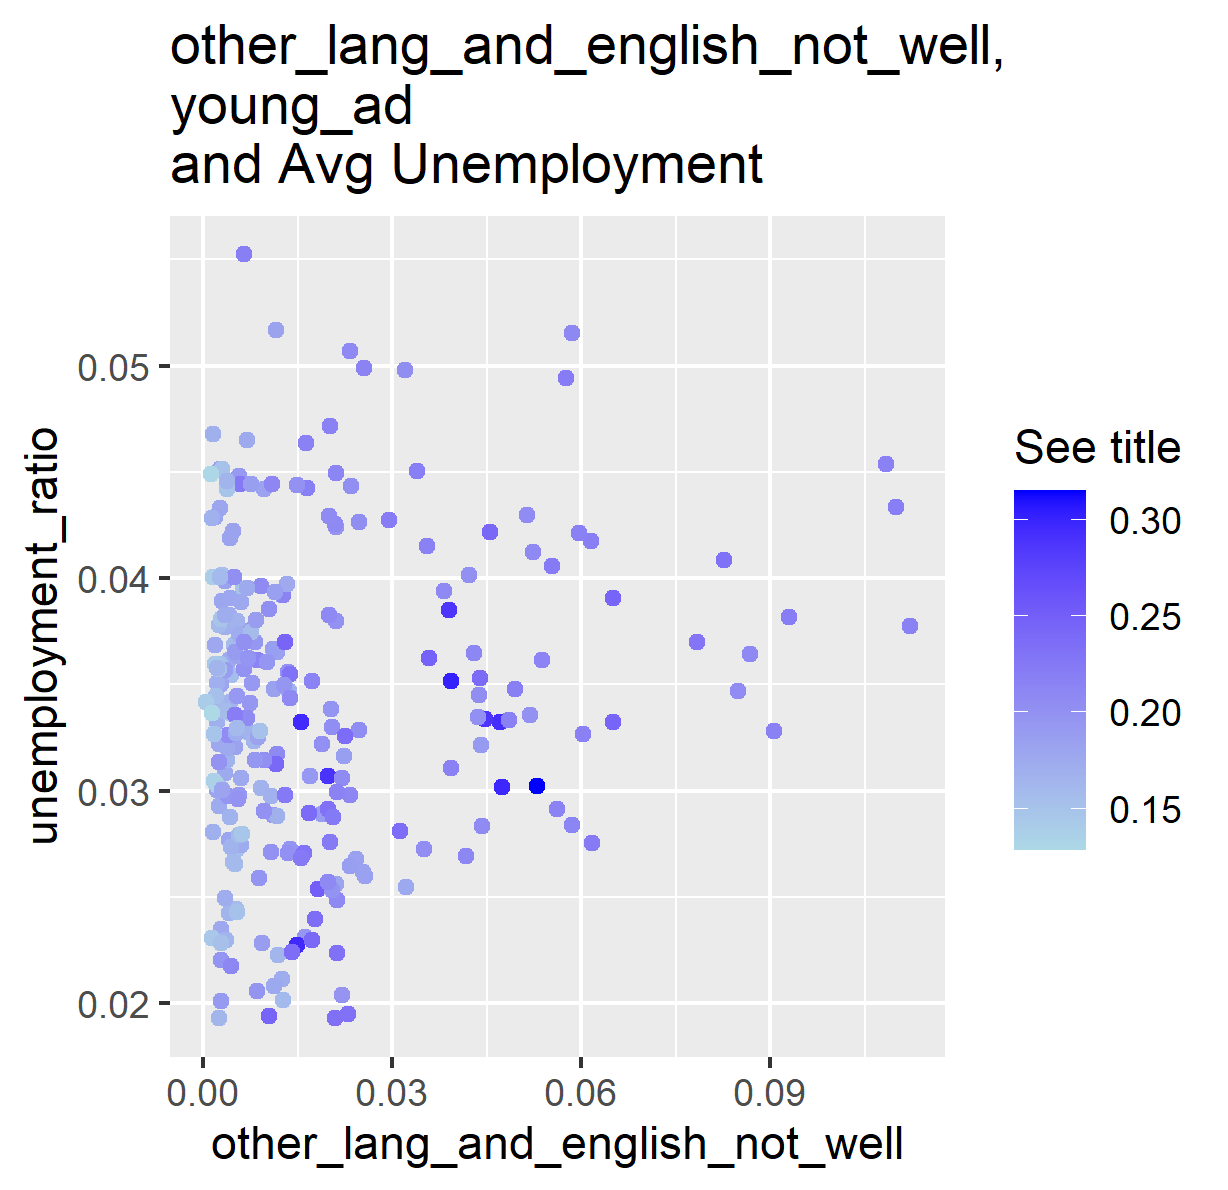 other_lang_and_english_not_well,
young_ad
and Avg Unemployment
unemployment_ratio
0.05
0.04
0.03
0.02
0.00
0.03
0.06
0.09
other_lang_and_english_not_well
See title
0.30
0.25
0.20
0.15